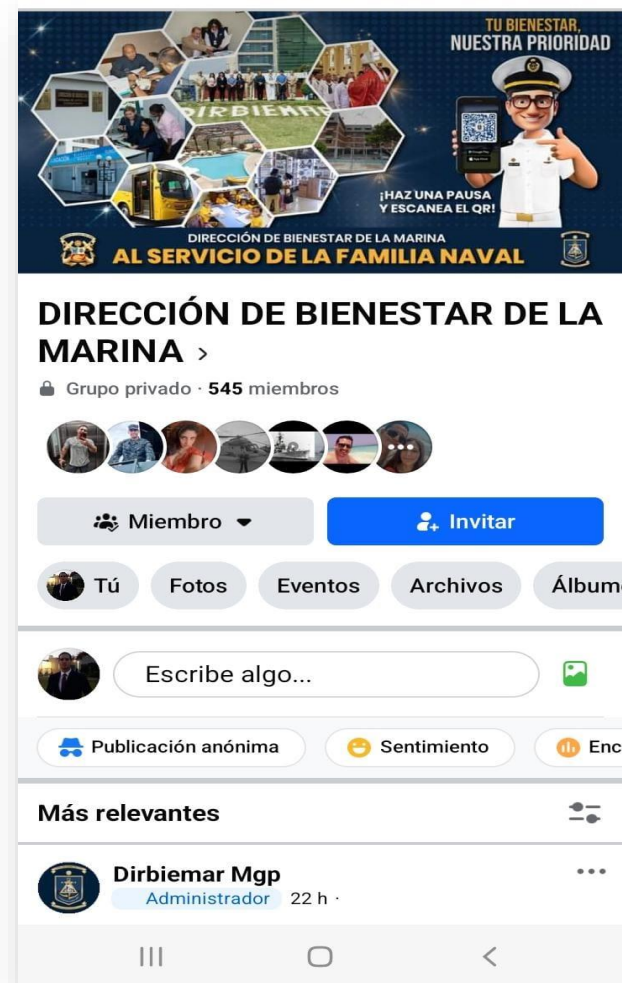 TU BIENESTAR,
NUESTRA PRIORIDAD
DIRBIEMAR
¡HAZ UNA PAUSA
Y ESCANEA EL QR!
DIRECCIÓN DE BIENESTAR DE LA MARINA
AL SERVICIO DE LA FAMILIA NAVAL
DIRECCIÓN DE BIENESTAR DE LA
MARINA >
Grupo privado · 545 miembros
Miembro
Invitar
Tú
Fotos
Eventos
Archivos
Álbume
Escribe algo...
Publicación anónima
Sentimiento
Enc
Más relevantes
Dirbiemar Mgp
Administrador 22 h ·